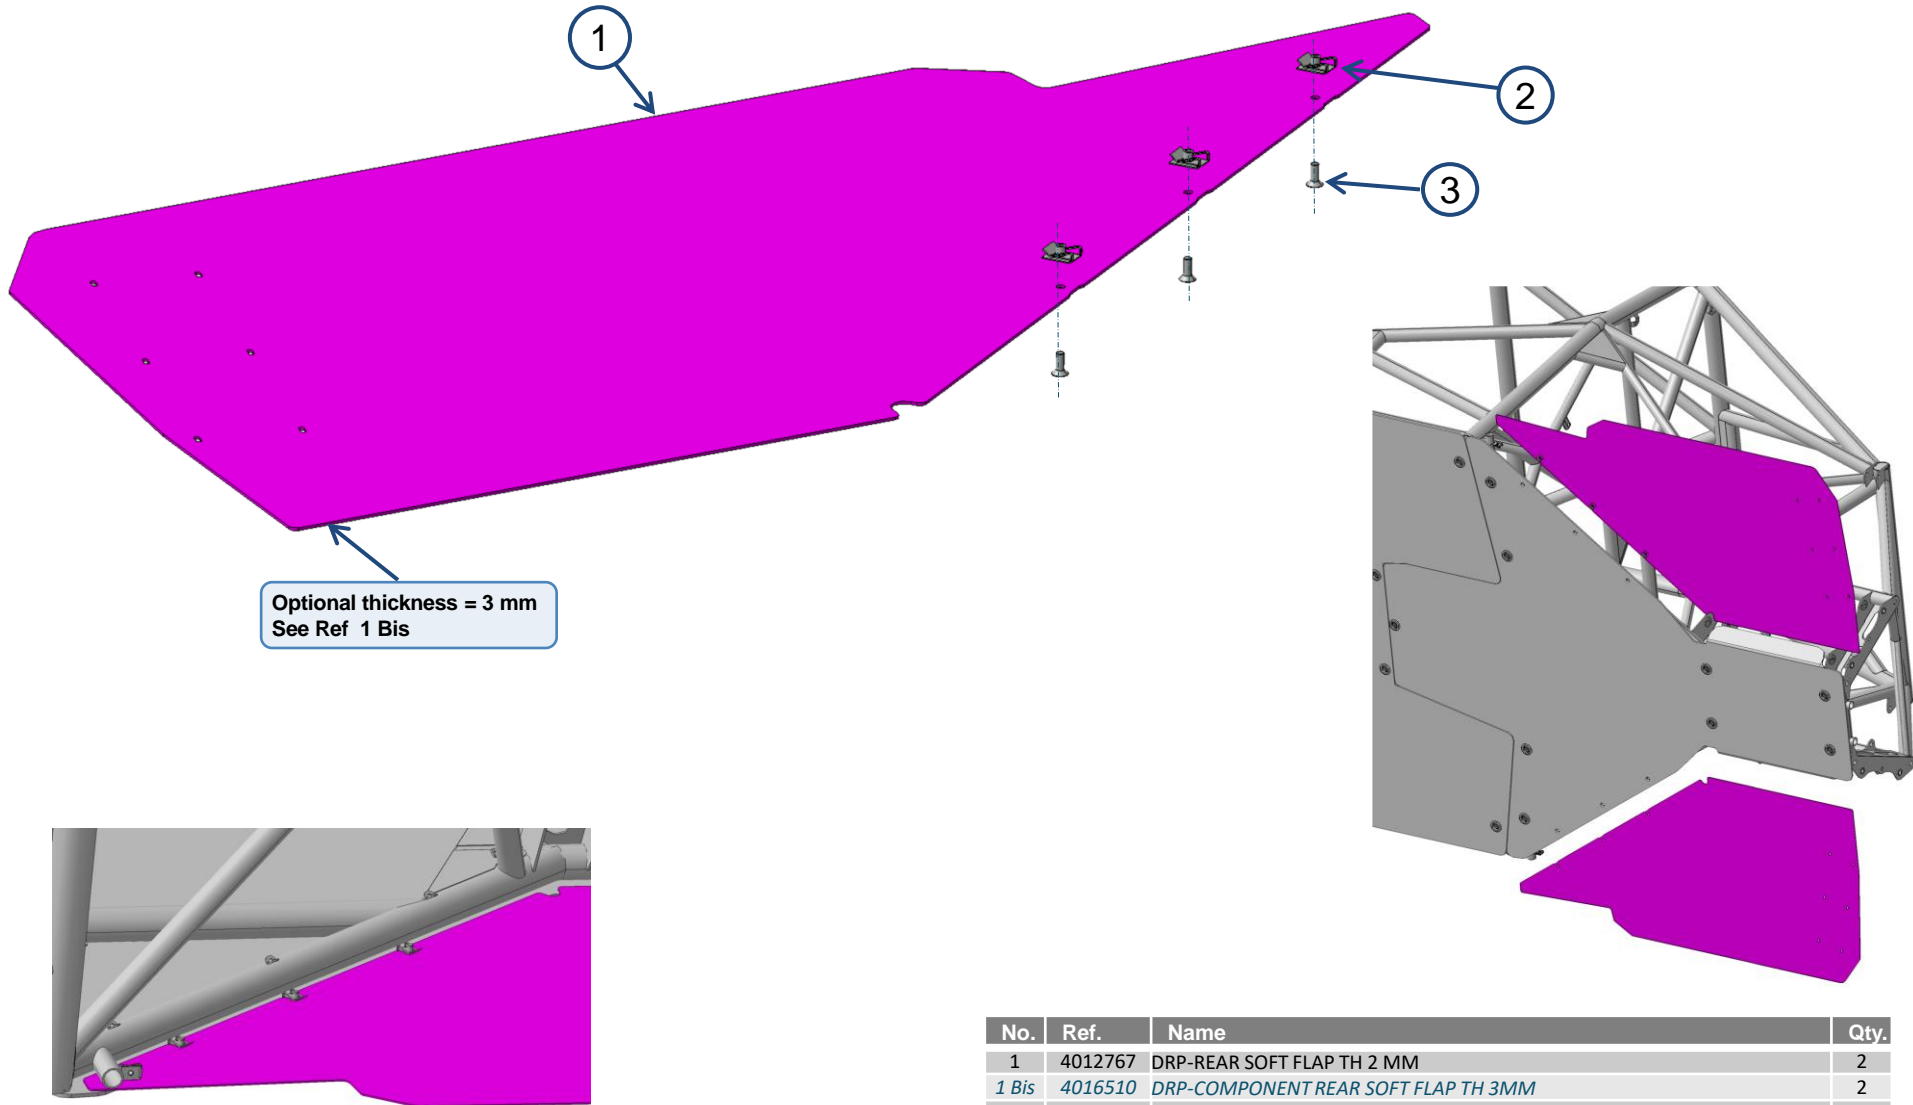 1
2
3
Optional thickness = 3 mm
See Ref 1 Bis
No. Ref. Name Qty.
1 4012767 DRP-REAR SOFT FLAP TH 2 MM 2
1 Bis 4016510 DRP-COMPONENT REAR SOFT FLAP TH 3MM 2